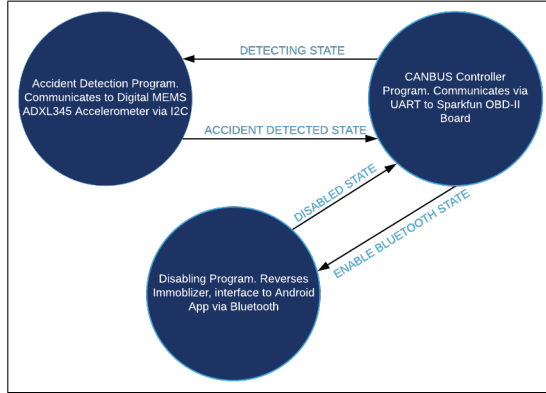 DETECTING STATE
Accident Detection Program.
Communicates to Digital MEMS
ADXL345 Accelerometer via I2C
CANBUS Controller
Program. Communicates via
UART to Sparkfun OBD-II
Board
ACCIDENT DETECTED STATE
DISABLED STATE
ENABLE BLUETOOTH STATE
Disabling Program. Reverses
Immoblizer, interface to Android
App via Bluetooth